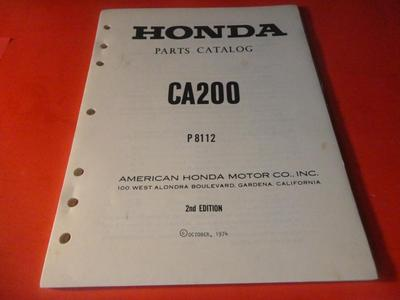 HONDA
PARTS CATALOG
CA200
P 8112
AMERICAN HONDA MOTOR CO., INC.
100 WEST ALONDRA BOULEVARD, GARDENA, CALIFORNIA
2nd EDITION
©OCTOBER, 1974